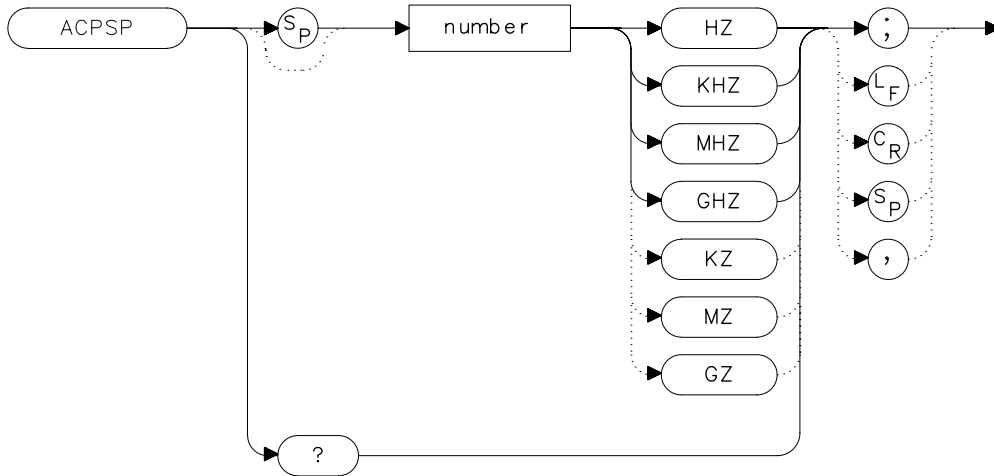 ACPSP SP number HZ ;
KHZ LF
MHZ CR
GHZ SP
KZ ,
MZ
GZ
?